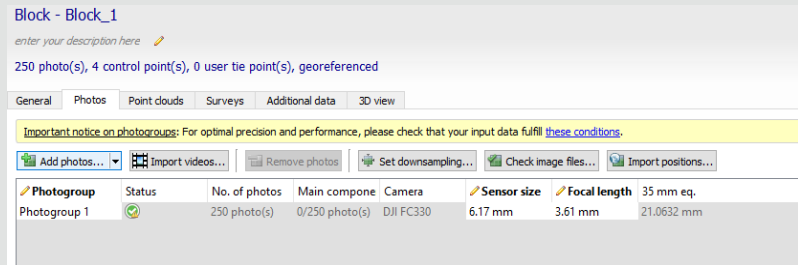 Block - Block_1
enter your description here
250 photo(s), 4 control point(s), 0 user tie point(s), georeferenced
General Photos Point clouds Surveys Additional data 3D view
Important notice on photogroups: For optimal precision and performance, please check that your input data fulfill these conditions.
Add photos... Import videos... Remove photos Set downsampling... Check image files... Import positions...
Photogroup Status No. of photos Main compone Camera Sensor size Focal length 35 mm eq.
Photogroup 1 250 photo(s) 0/250 photo(s) DJI FC330 6.17 mm 3.61 mm 21.0632 mm